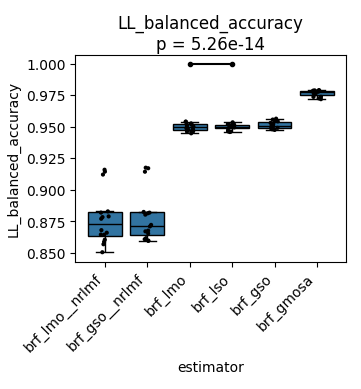 LL_balanced_accuracy
p = 5.26e-14
LL_balanced_accuracy
1.000
0.975
0.950
0.925
0.900
0.875
0.850
brf_lmo__nrlmf
brf_gso__nrlmf
brf_lmo
brf_lso
brf_gso
brf_gmosa
estimator